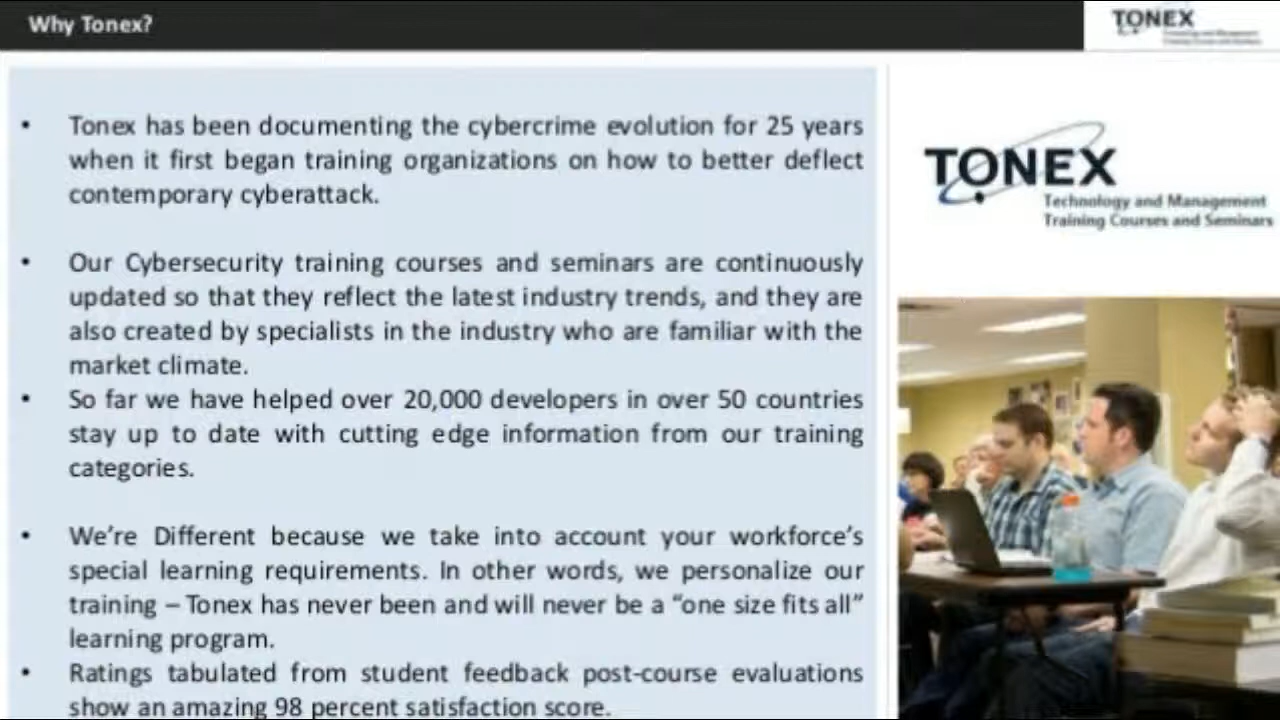 Why Tonex?
TONEX
• Tonex has been documenting the cybercrime evolution for 25 years
when it first began training organizations on how to better deflect
contemporary cyberattack.
• Our Cybersecurity training courses and seminars are continuously
updated so that they reflect the latest industry trends, and they are
also created by specialists in the industry who are familiar with the
market climate.
• So far we have helped over 20,000 developers in over 50 countries
stay up to date with cutting edge information from our training
categories.
• We’re Different because we take into account your workforce’s
special learning requirements. In other words, we personalize our
training – Tonex has never been and will never be a “one size fits all”
learning program.
• Ratings tabulated from student feedback post-course evaluations
show an amazing 98 percent satisfaction score.
TONEX
Technology and Management
Training Courses and Seminars